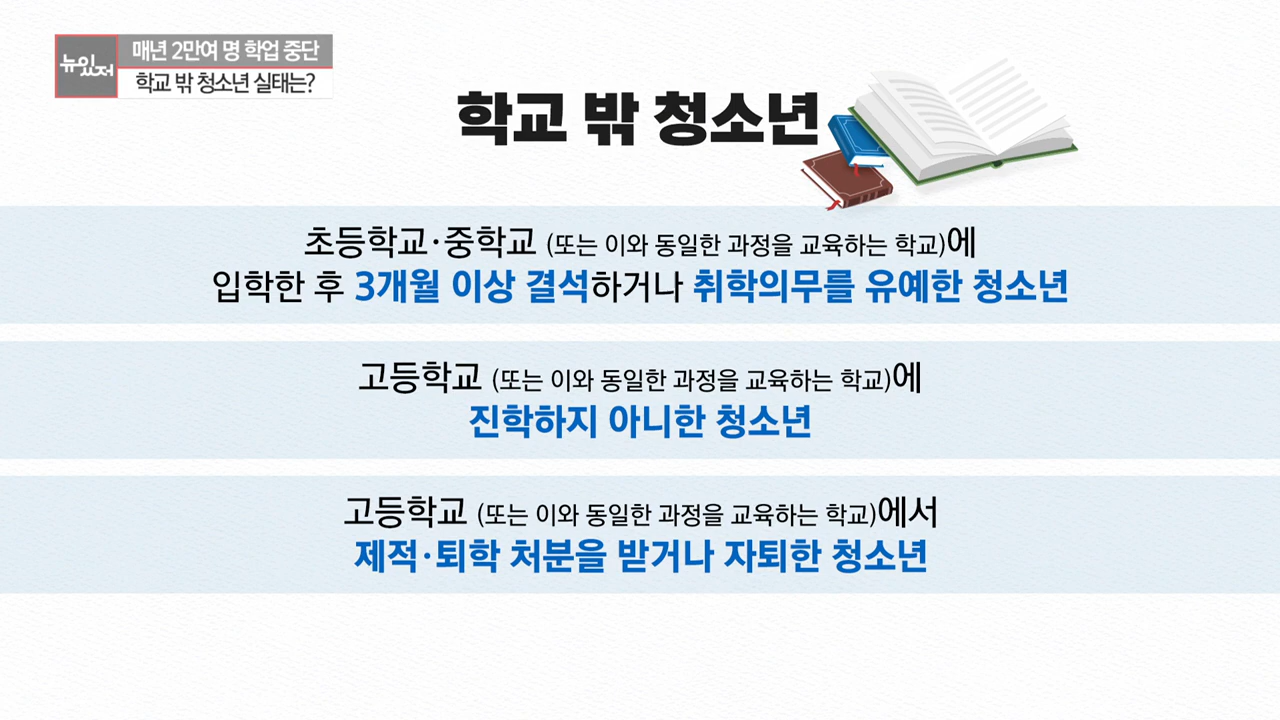 뉴있저
매년 2만여 명 학업 중단
학교 밖 청소년 실태는?
학교 밖 청소년
초등학교·중학교 (또는 이와 동일한 과정을 교육하는 학교)에
입학한 후 3개월 이상 결석하거나 취학의무를 유예한 청소년
고등학교 (또는 이와 동일한 과정을 교육하는 학교)에
진학하지 아니한 청소년
고등학교 (또는 이와 동일한 과정을 교육하는 학교)에서
제적·퇴학 처분을 받거나 자퇴한 청소년